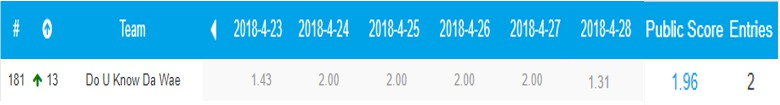 # Team 2018-4-23 2018-4-24 2018-4-25 2018-4-26 2018-4-27 2018-4-28 Public Score Entries
181 13 Do U Know Da Wae 1.43 2.00 2.00 2.00 2.00 1.31 1.96 2